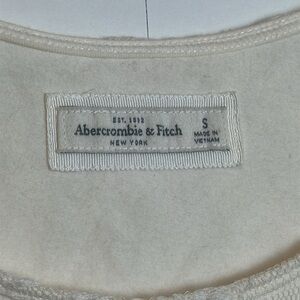 EST. 1892
Abercrombie & Fitch
NEW YORK
S
MADE IN
VIETNAM